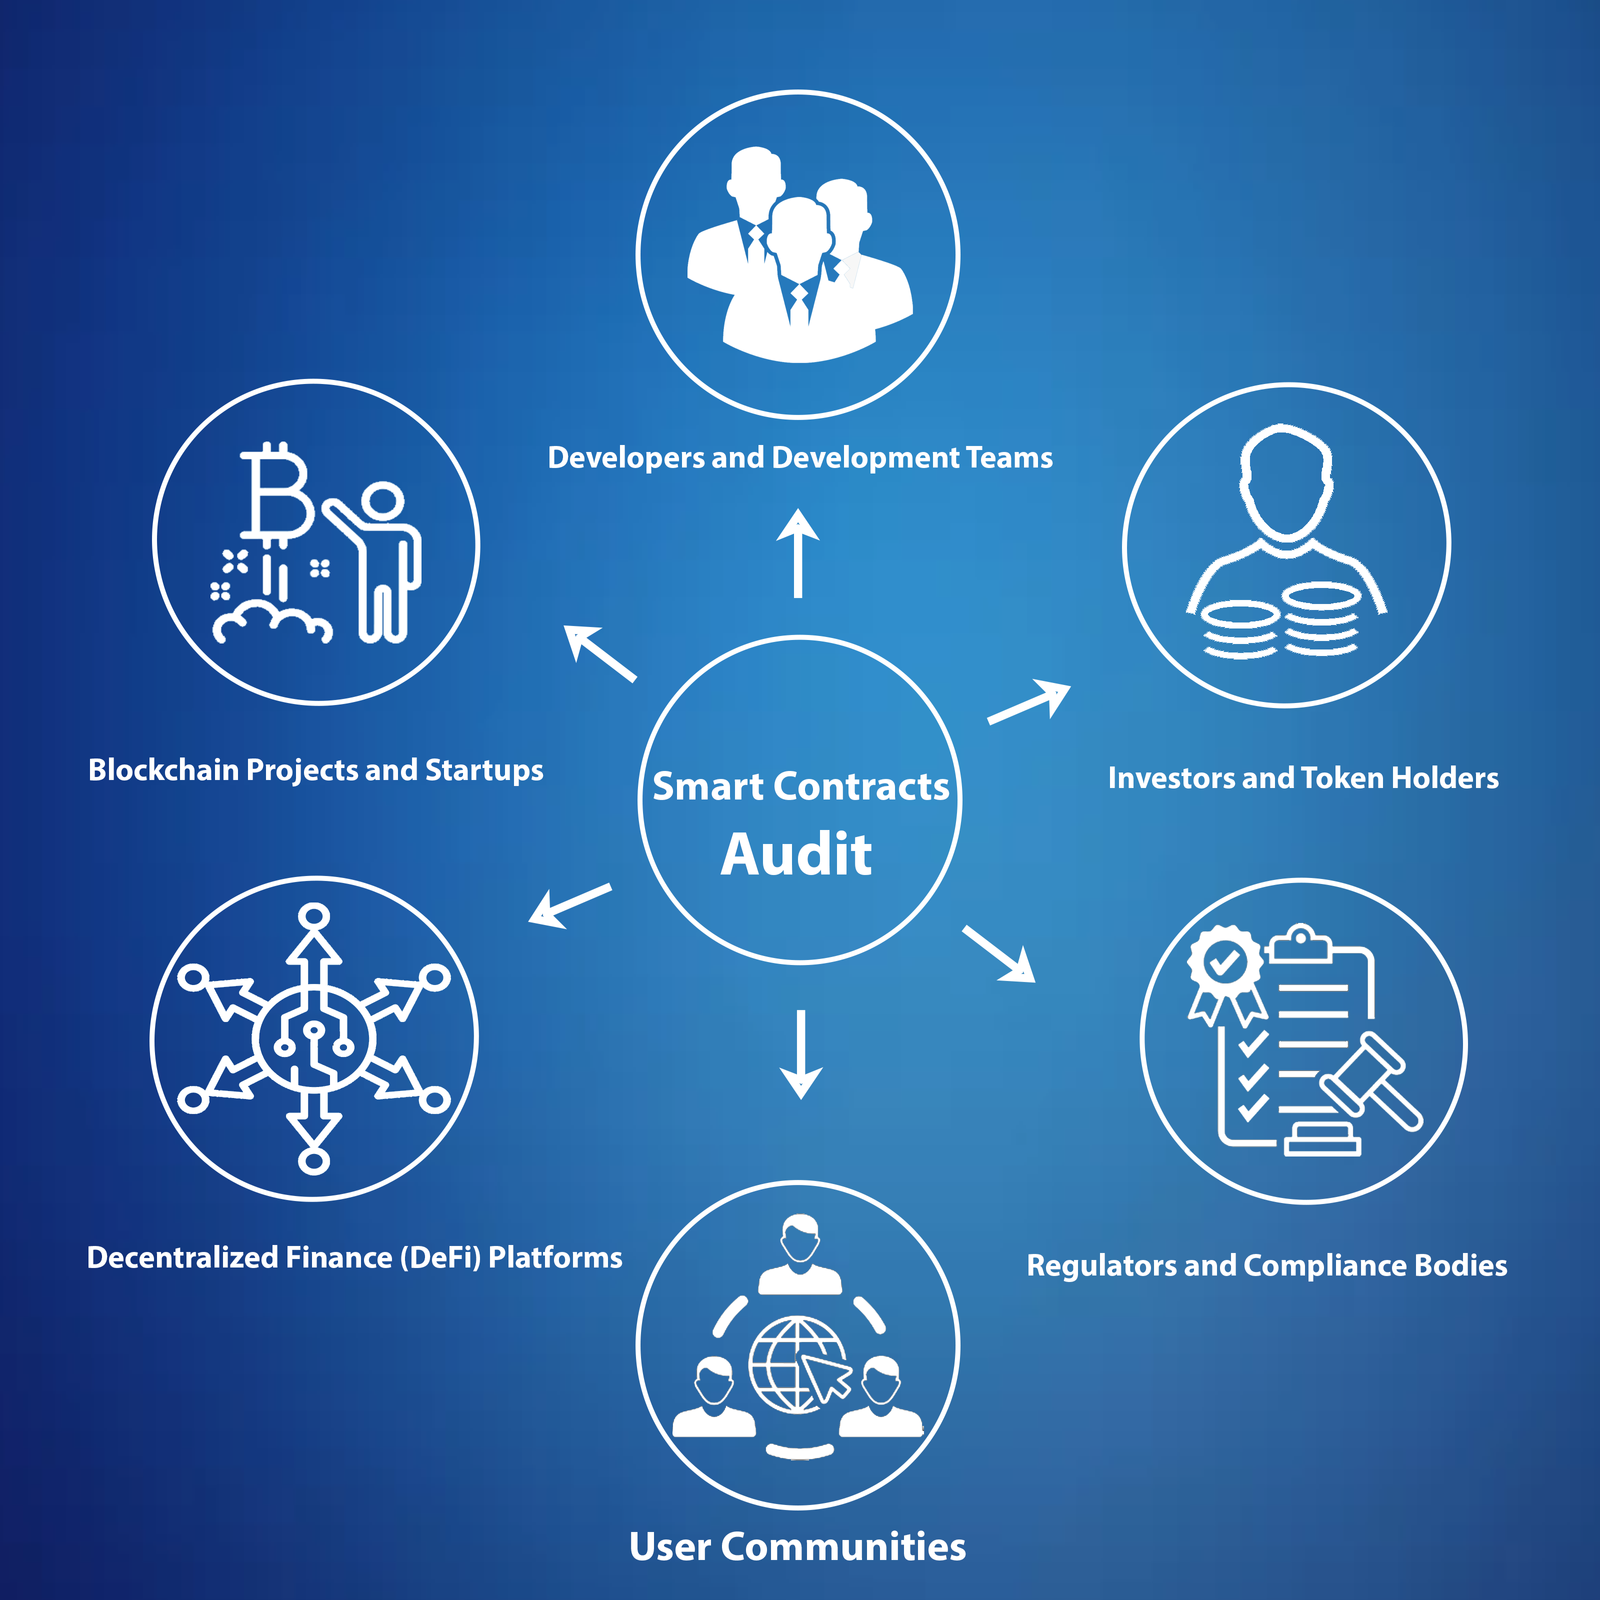 Developers and Development Teams
Blockchain Projects and Startups
Investors and Token Holders
Smart Contracts
Audit
Decentralized Finance (DeFi) Platforms
Regulators and Compliance Bodies
User Communities